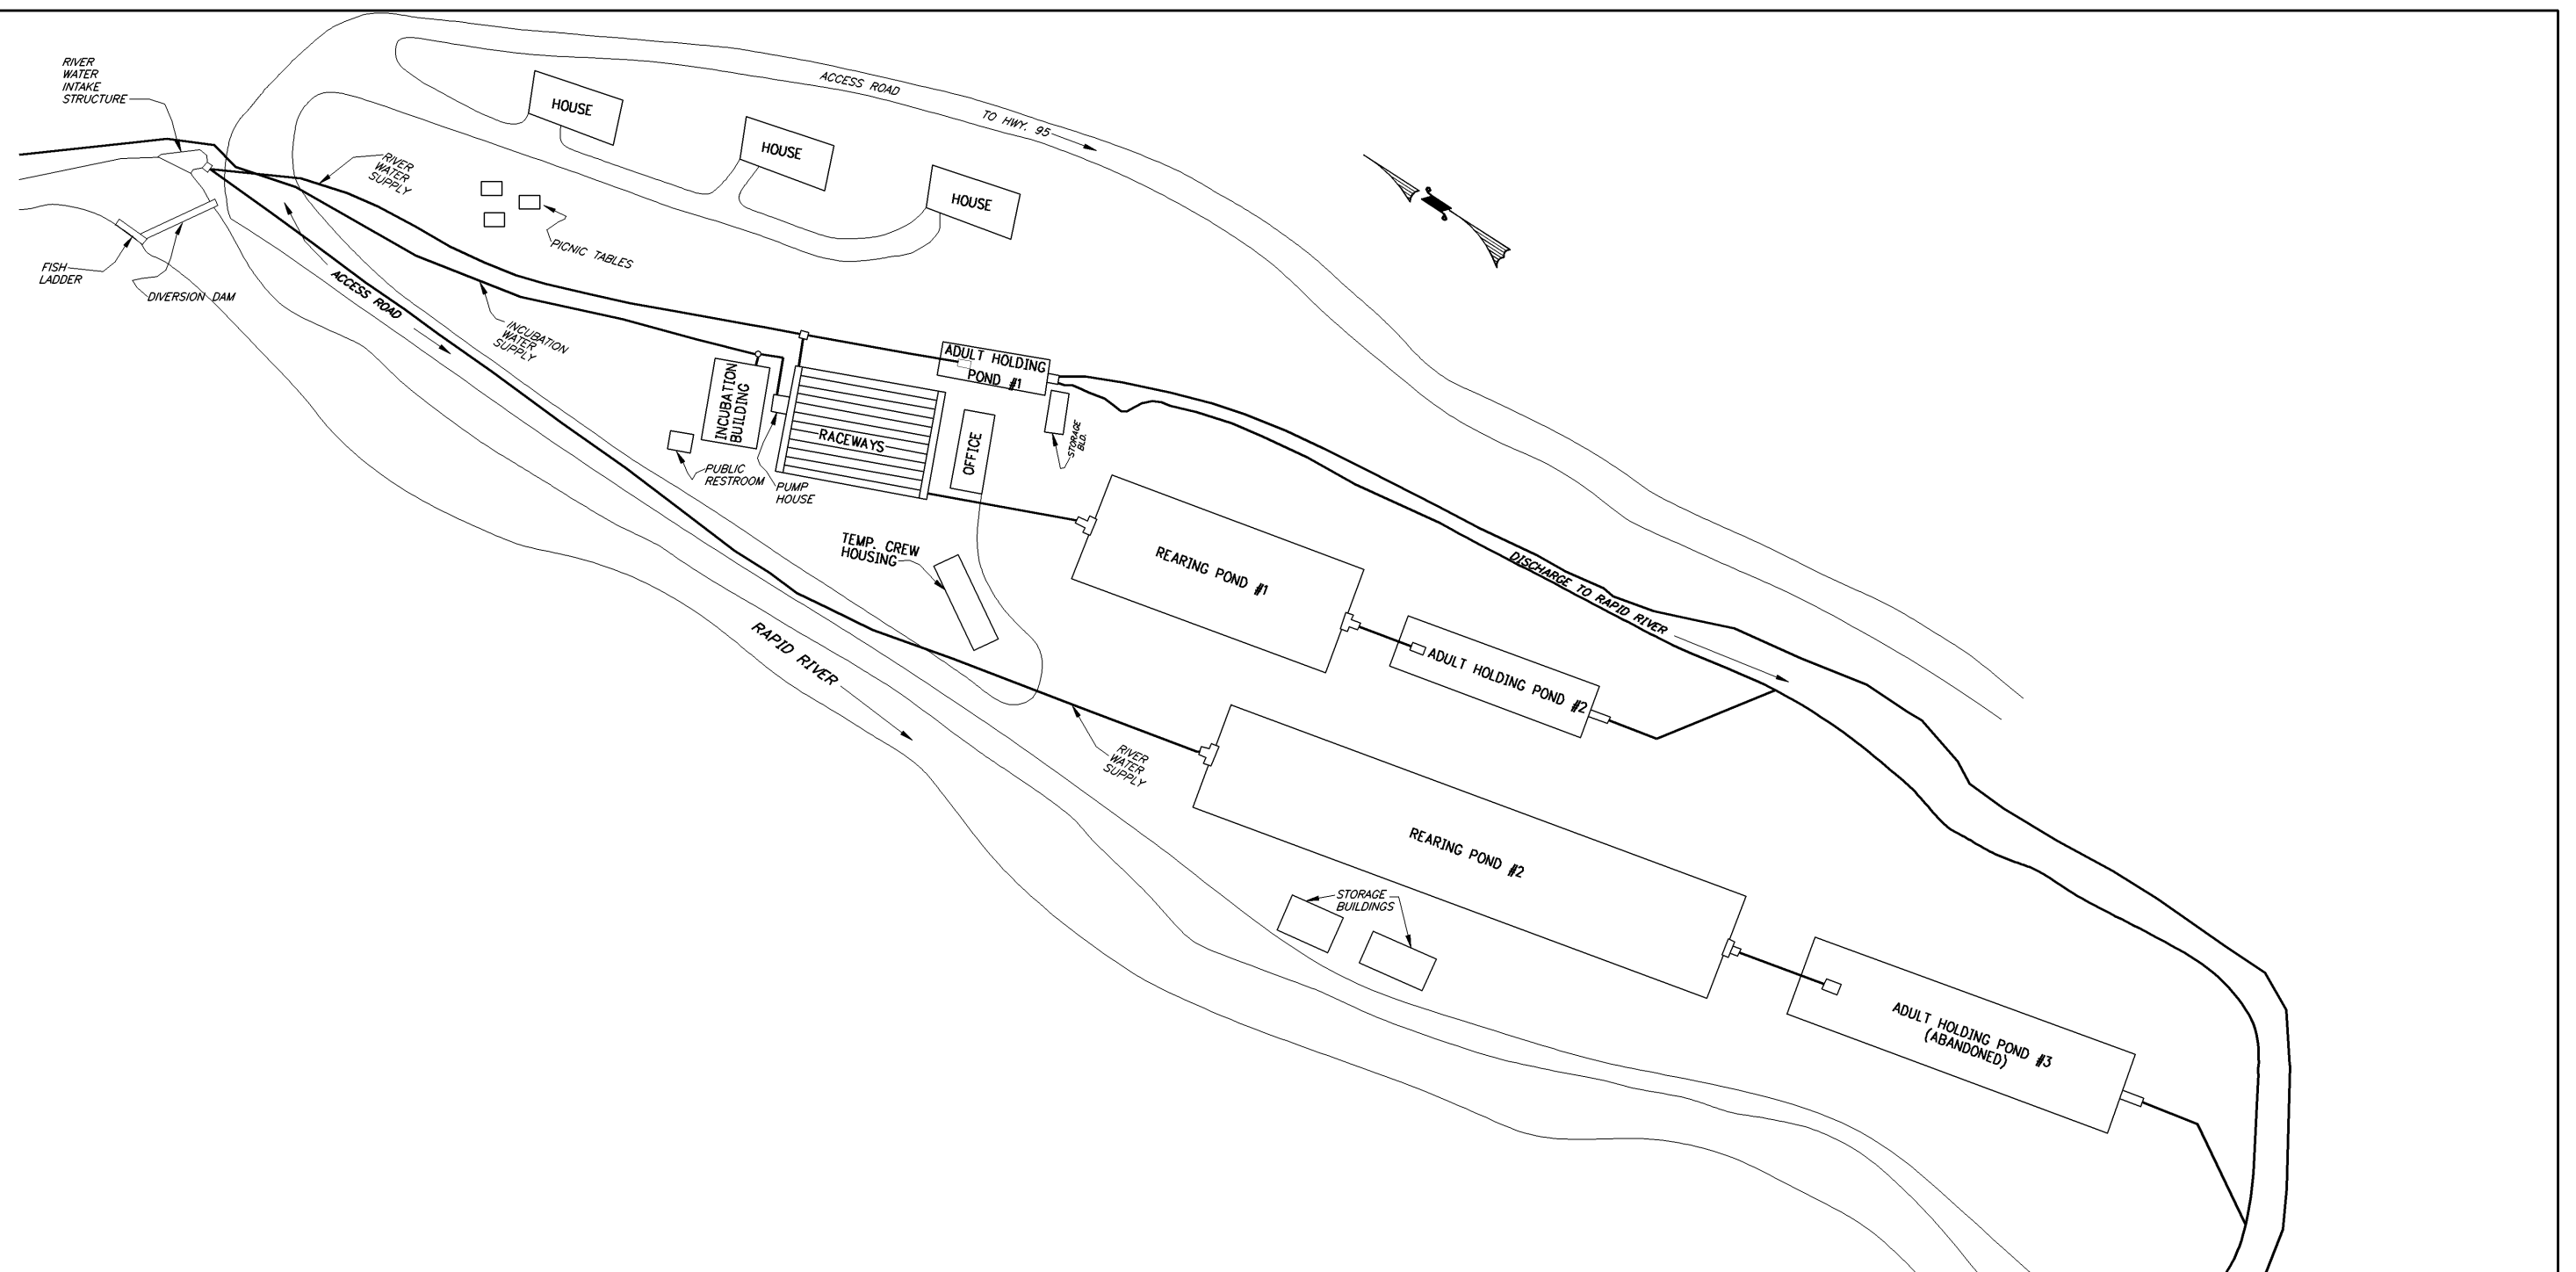 RIVER
WATER
INTAKE
STRUCTURE
ACCESS ROAD
TO HWY. 95
HOUSE
HOUSE
HOUSE
RIVER
WATER
SUPPLY
PICNIC TABLES
FISH
LADDER
DIVERSION DAM
ACCESS ROAD
INCUBATION
WATER
SUPPLY
ADULT HOLDING
POND #1
INCUBATION
BUILDING
RACEWAYS
OFFICE
STORAGE
BLD.
PUBLIC
RESTROOM
PUMP
HOUSE
TEMP. CREW
HOUSING
REARING POND #1
DISCHARGE TO RAPID RIVER
RAPID RIVER
ADULT HOLDING POND #2
RIVER
WATER
SUPPLY
REARING POND #2
STORAGE
BUILDINGS
ADULT HOLDING POND #3
(ABANDONED)